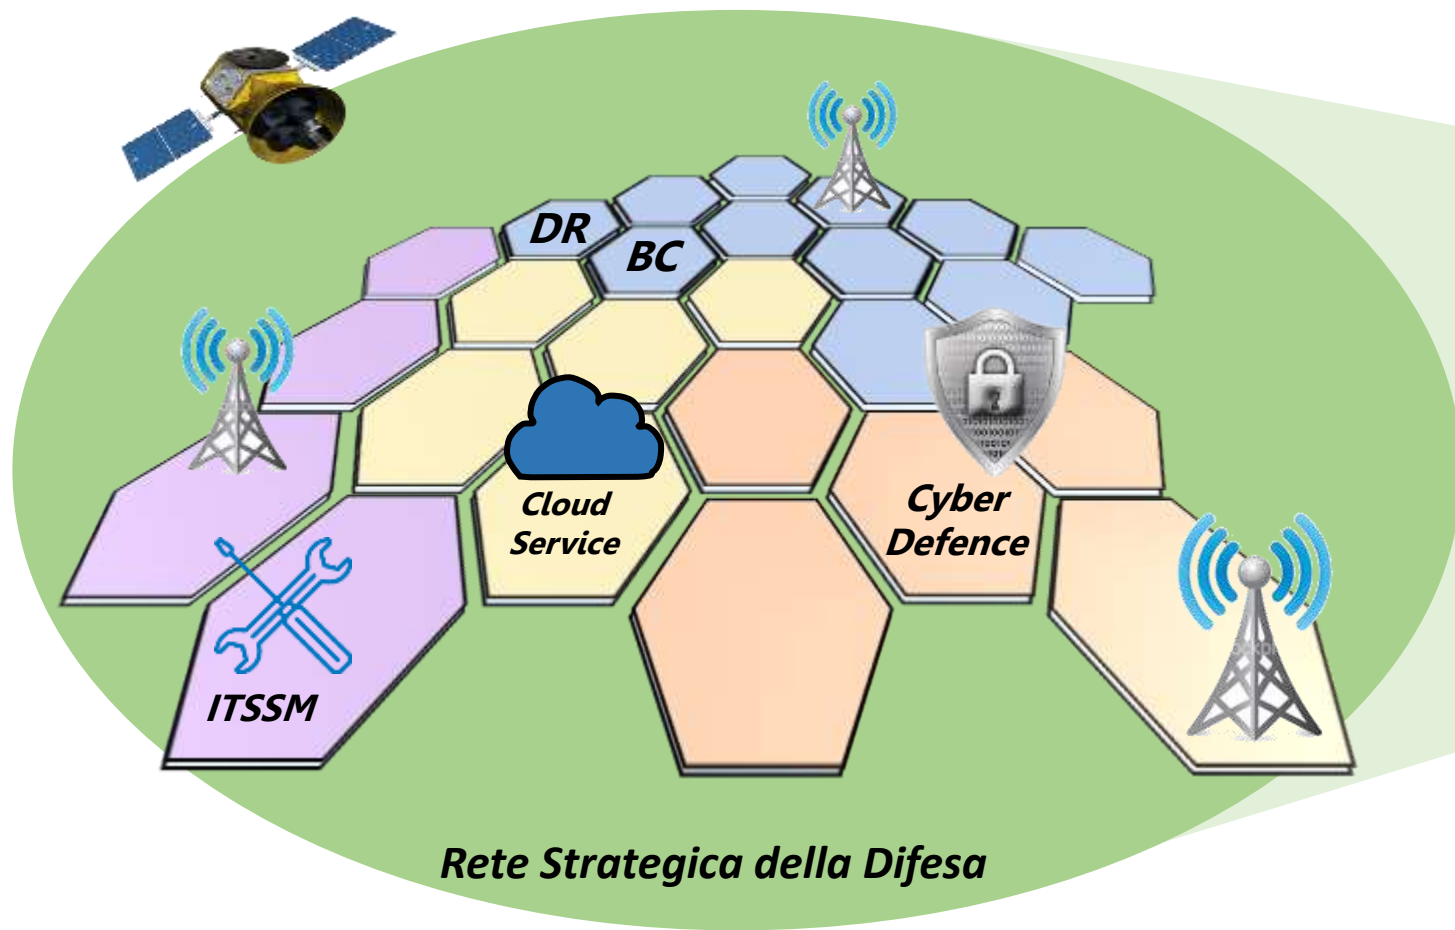 DR
BC
Cloud
Service
Cyber
Defence
ITSSM
Rete Strategica della Difesa